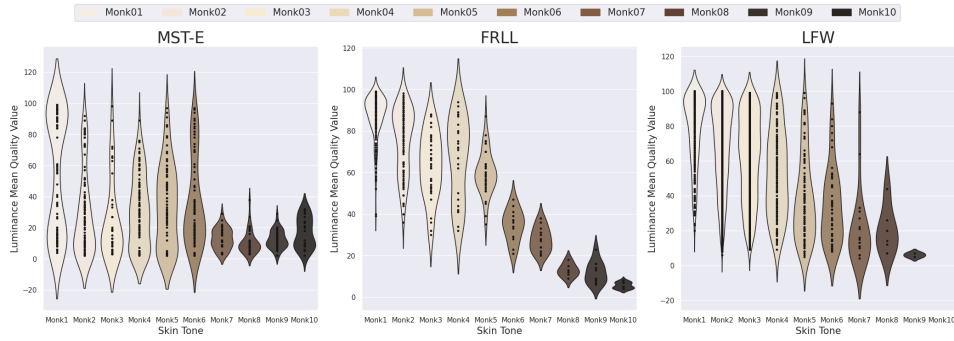 Monk01 Monk02 Monk03 Monk04 Monk05 Monk06 Monk07 Monk08 Monk09 Monk10
MST-E
Luminance Mean Quality Value
120
100
80
60
40
20
0
−20
Monk1 Monk2 Monk3 Monk4 Monk5 Monk6 Monk7 Monk8 Monk9 Monk10
Skin Tone
FRLL
Luminance Mean Quality Value
120
100
80
60
40
20
0
Monk1 Monk2 Monk3 Monk4 Monk5 Monk6 Monk7 Monk8 Monk9 Monk10
Skin Tone
LFW
Luminance Mean Quality Value
120
100
80
60
40
20
0
−20
Monk1 Monk2 Monk3 Monk4 Monk5 Monk6 Monk7 Monk8 Monk9 Monk10
Skin Tone